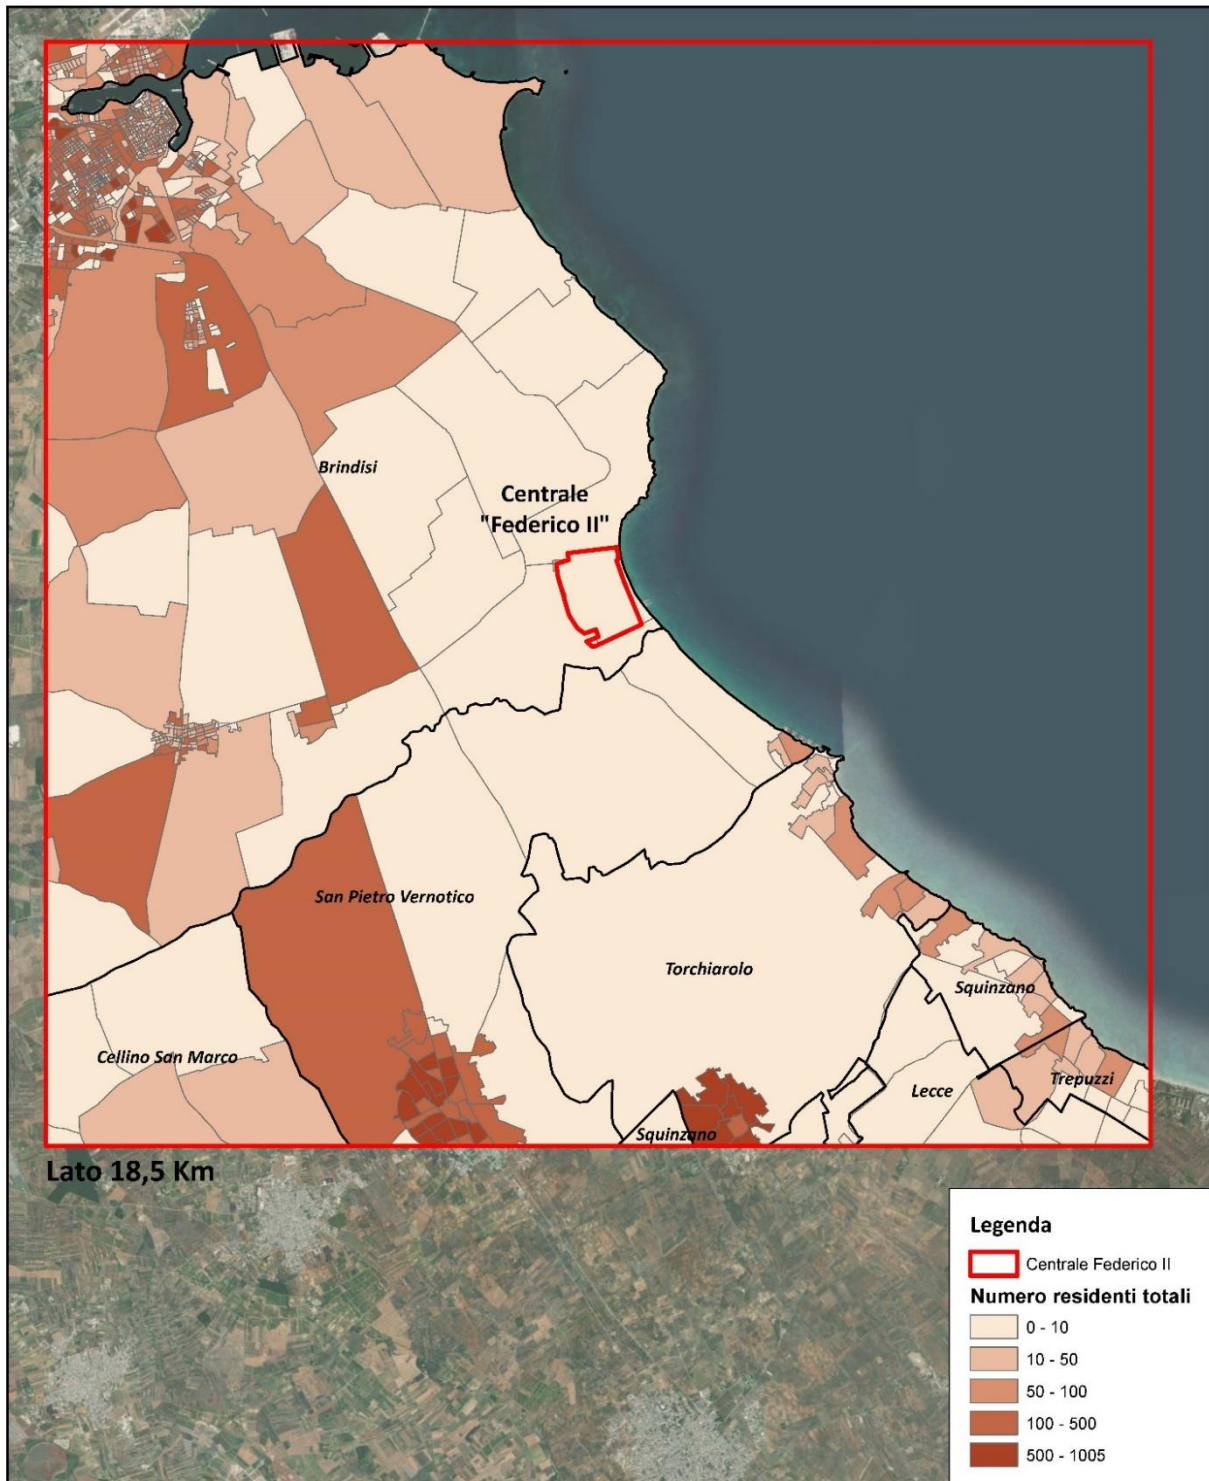 Brindisi
Centrale
"Federico II"
San Pietro Vernotico
Torchiarolo
Squinzano
Cellino San Marco
Lecce
Trepuzzi
Squinzano
Lato 18,5 Km
Legenda
Centrale Federico II
Numero residenti totali
0 - 10
10 - 50
50 - 100
100 - 500
500 - 1005